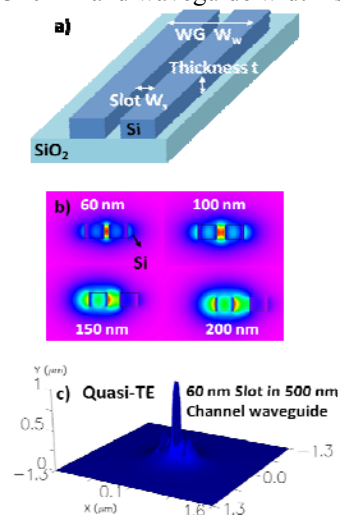 a)
WG W_w
Thickness t
Slot W_s
Si
SiO2
b) 60 nm 100 nm
Si
150 nm 200 nm
Y (μm)
1 c) Quasi-TE 60 nm Slot in 500 nm
Channel waveguide
0.5
0
-1.3 -1.3
0.1 0.0
X (μm) 1.6 1.3